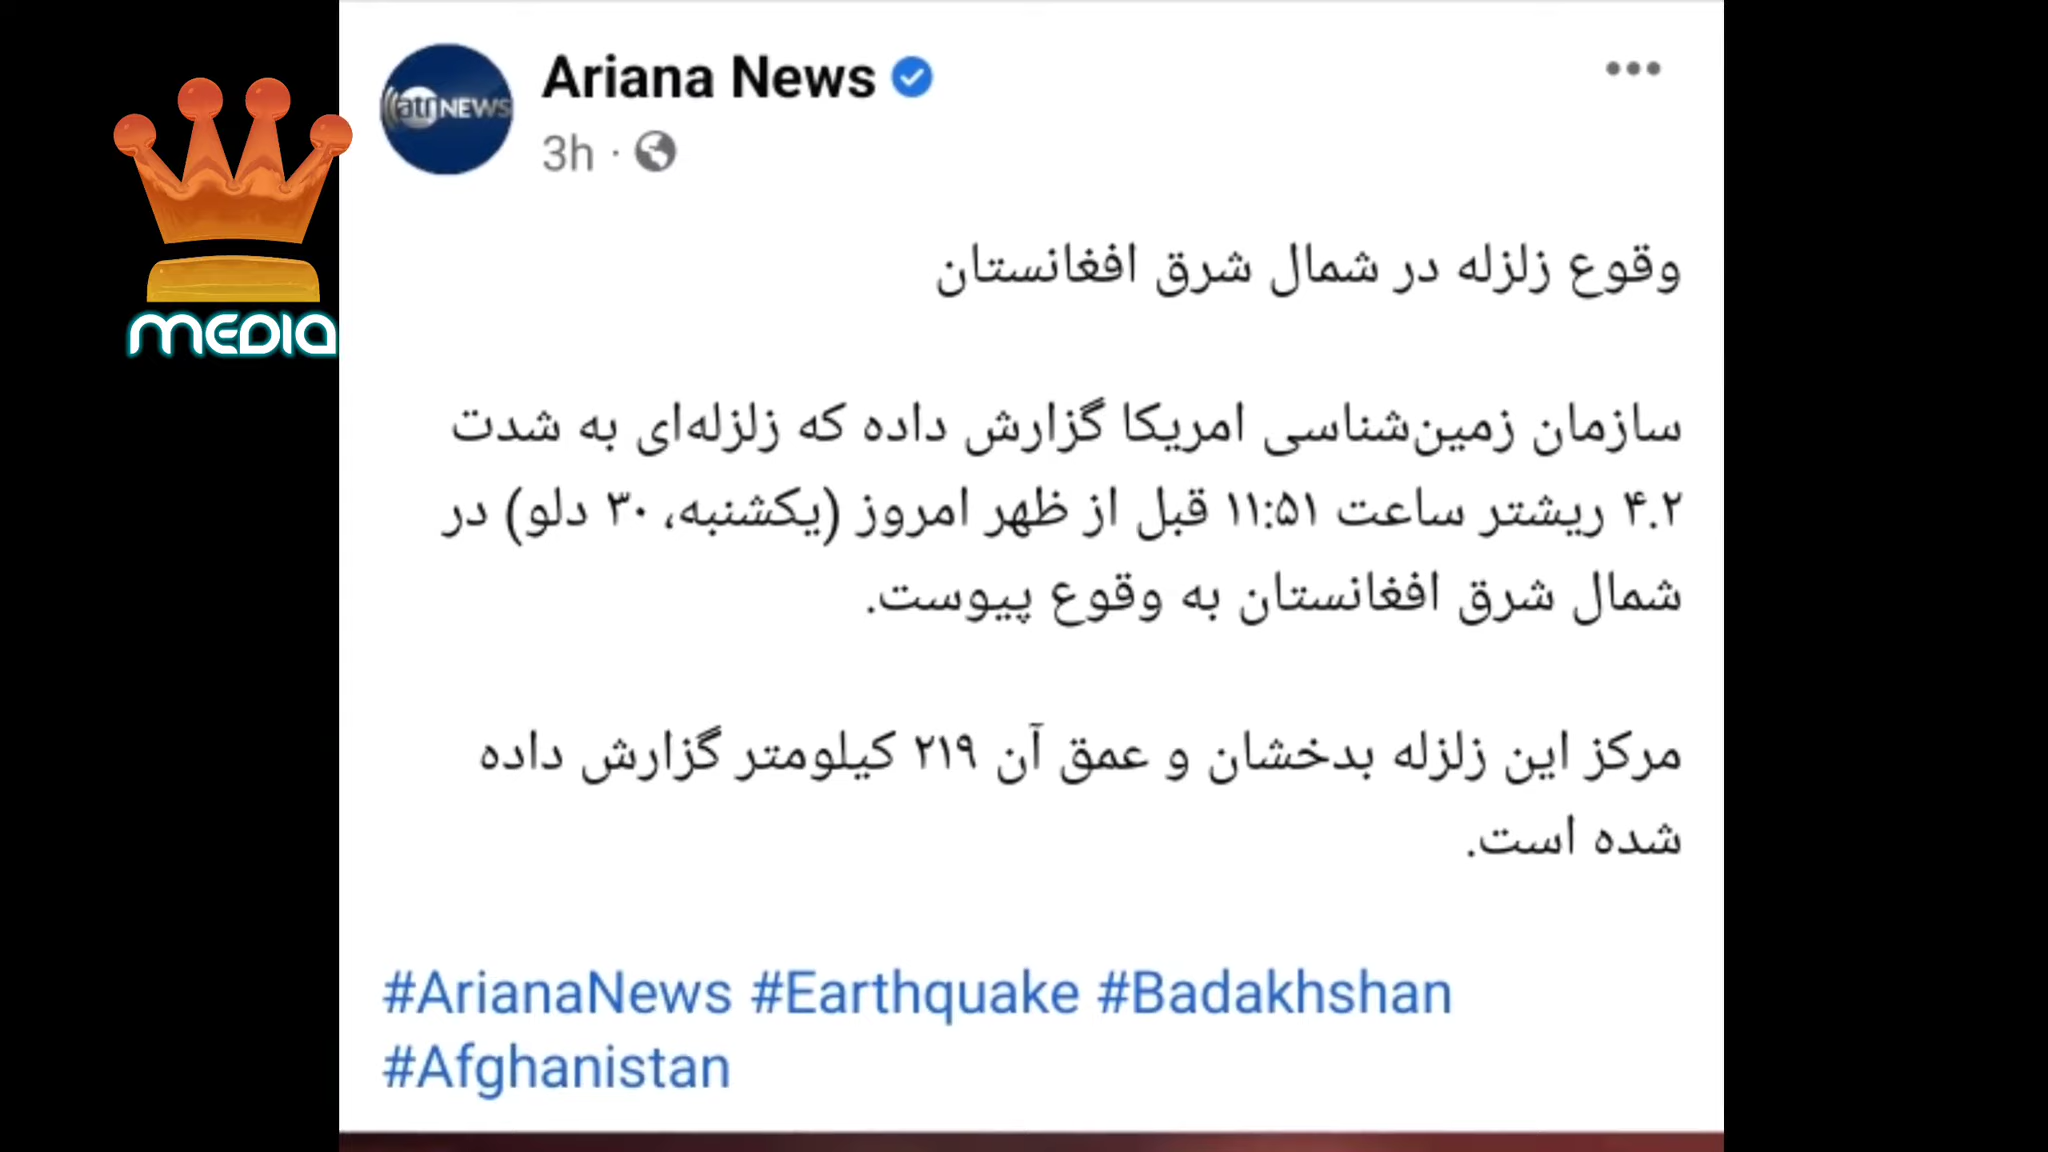 MEDIA
atn NEWS
Ariana News
3h ·
وقوع زلزله در شمال شرق افغانستان
سازمان زمین‌شناسی امریکا گزارش داده که زلزله‌ای به شدت
۴.۲ ریشتر ساعت ۱۱:۵۱ قبل از ظهر امروز (یکشنبه، ۳۰ دلو) در
شمال شرق افغانستان به وقوع پیوست.
مرکز این زلزله بدخشان و عمق آن ۲۱۹ کیلومتر گزارش داده
شده است.
#ArianaNews #Earthquake #Badakhshan
#Afghanistan